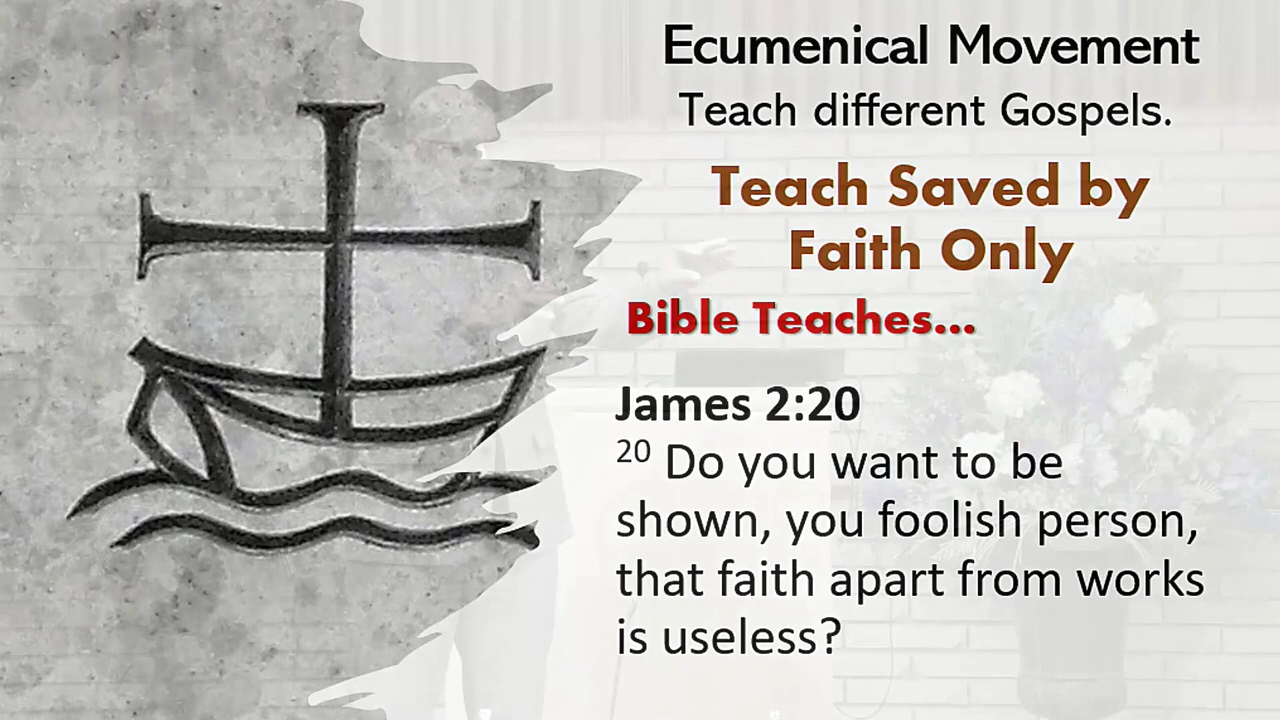 Ecumenical Movement
Teach different Gospels.
Teach Saved by
Faith Only
Bible Teaches...
James 2:20
20 Do you want to be
shown, you foolish person,
that faith apart from works
is useless?